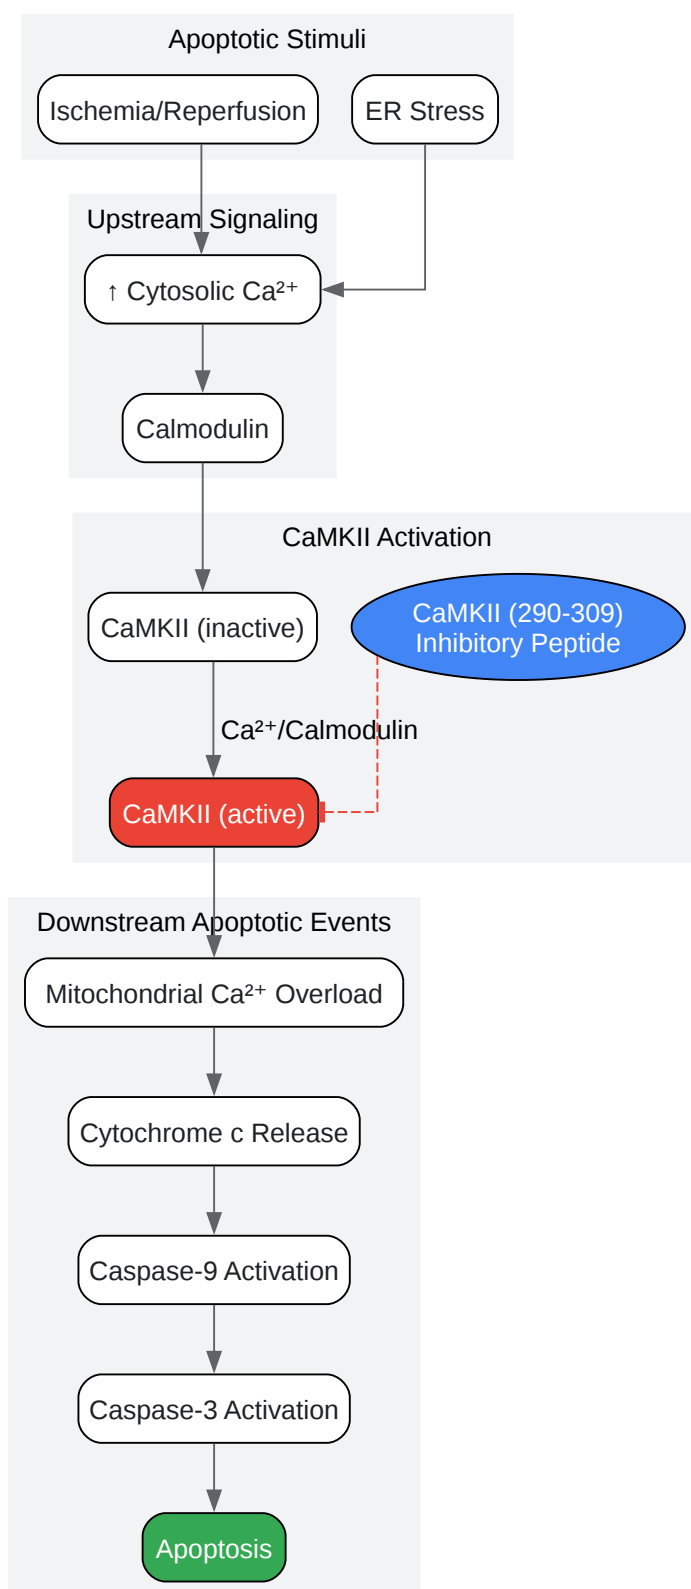 Apoptotic Stimuli
Ischemia/Reperfusion
ER Stress
Upstream Signaling
↑ Cytosolic Ca²⁺
Calmodulin
CaMKII Activation
CaMKII (inactive)
CaMKII (290-309)
Inhibitory Peptide
Ca²⁺/Calmodulin
CaMKII (active)
Downstream Apoptotic Events
Mitochondrial Ca²⁺ Overload
Cytochrome c Release
Caspase-9 Activation
Caspase-3 Activation
Apoptosis